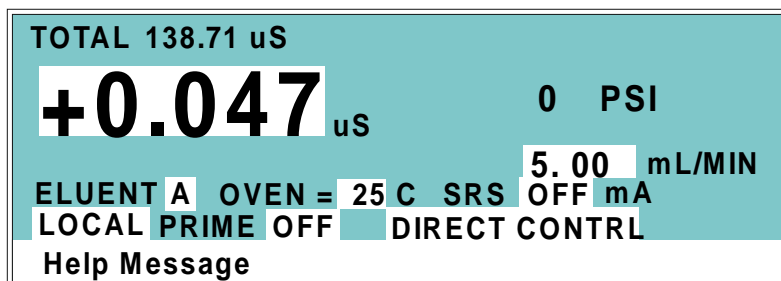 TOTAL 138.71 uS
+0.047 uS
0 PSI
5.00 mL/MIN
ELUENT A OVEN = 25 C SRS OFF mA
LOCAL PRIME OFF DIRECT CONTRL
Help Message